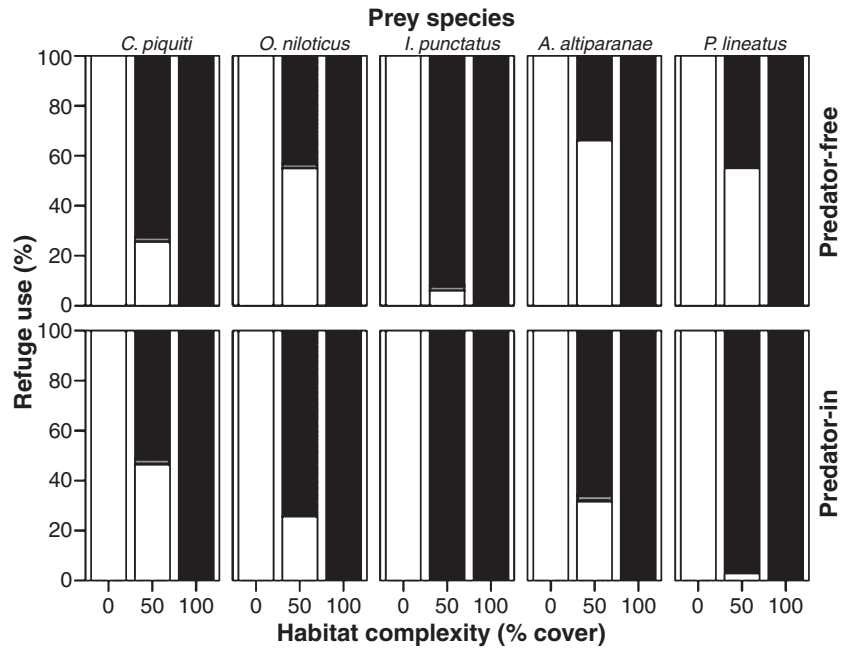 Prey species
C. piquiti O. niloticus I. punctatus A. altiparanae P. lineatus
100
80
60
40
20
0
Predator-free
Refuge use (%)
100
80
60
40
20
0
Predator-in
0 50 100 0 50 100 0 50 100 0 50 100 0 50 100
Habitat complexity (% cover)